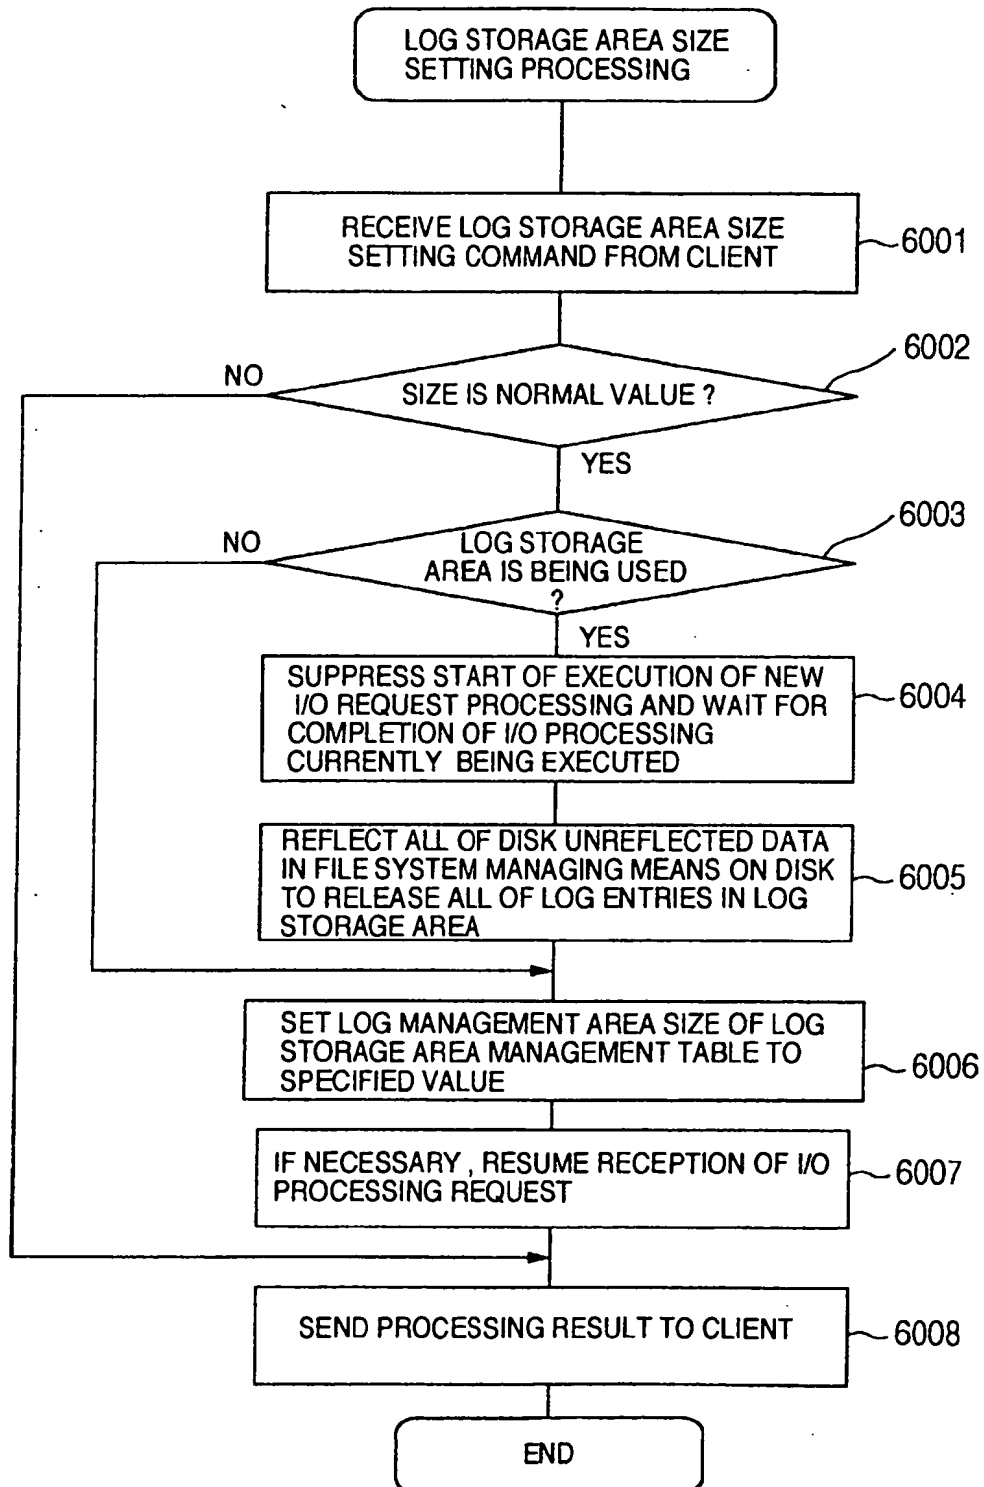 LOG STORAGE AREA SIZE
SETTING PROCESSING
RECEIVE LOG STORAGE AREA SIZE
SETTING COMMAND FROM CLIENT
6001
6002
NO
SIZE IS NORMAL VALUE ?
YES
6003
NO
LOG STORAGE
AREA IS BEING USED
?
YES
SUPPRESS START OF EXECUTION OF NEW
I/O REQUEST PROCESSING AND WAIT FOR
COMPLETION OF I/O PROCESSING
CURRENTLY BEING EXECUTED
6004
REFLECT ALL OF DISK UNREFLECTED DATA
IN FILE SYSTEM MANAGING MEANS ON DISK
TO RELEASE ALL OF LOG ENTRIES IN LOG
STORAGE AREA
6005
SET LOG MANAGEMENT AREA SIZE OF LOG
STORAGE AREA MANAGEMENT TABLE TO
SPECIFIED VALUE
6006
IF NECESSARY , RESUME RECEPTION OF I/O
PROCESSING REQUEST
6007
SEND PROCESSING RESULT TO CLIENT
6008
END